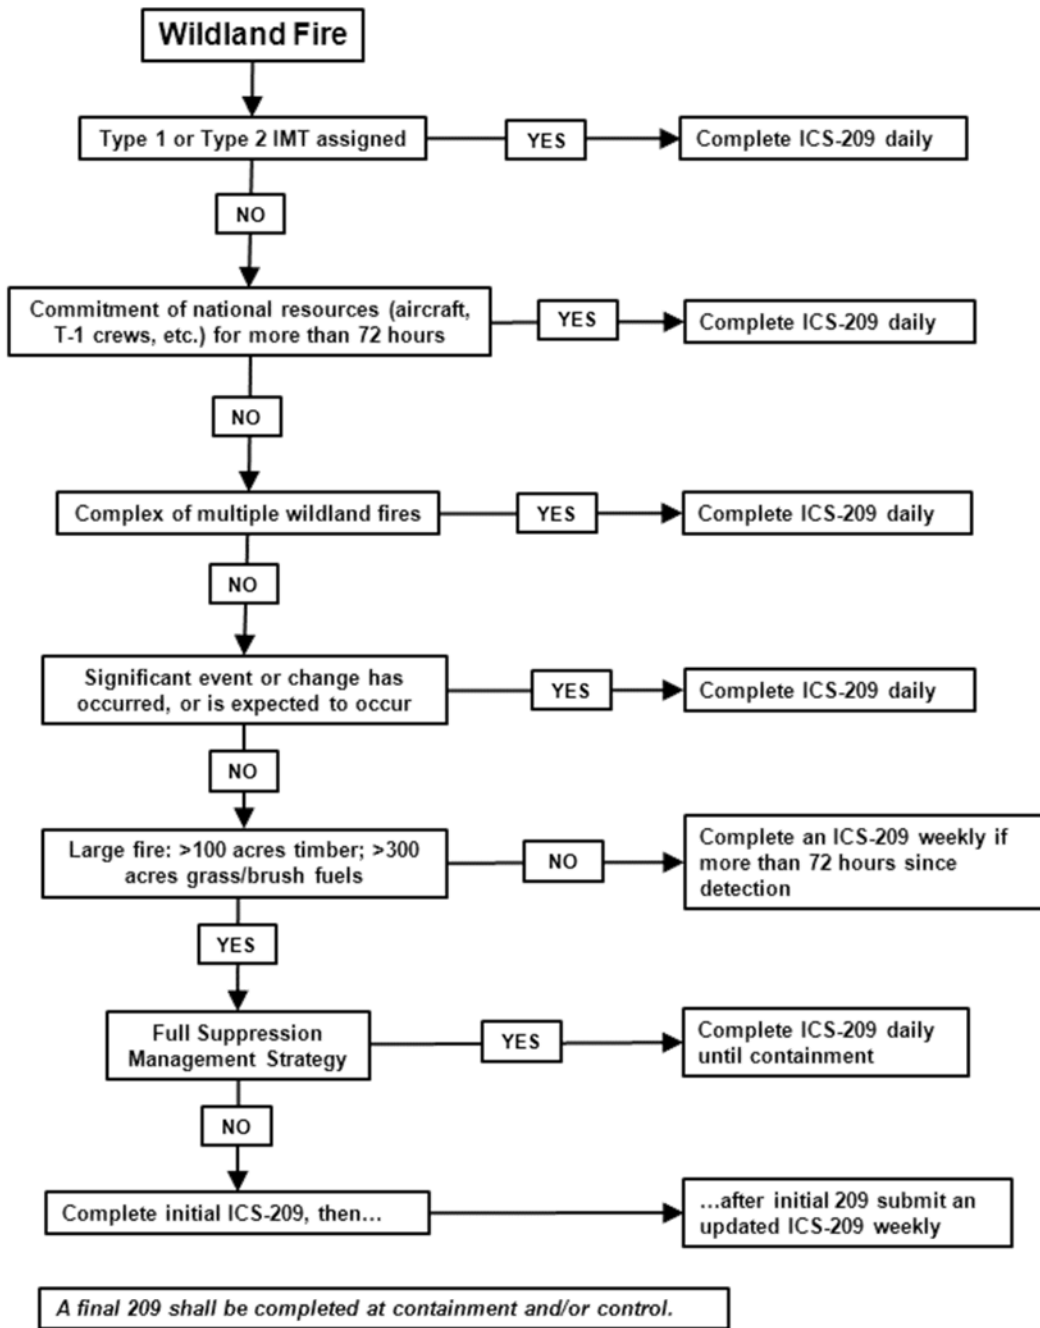 Wildland Fire
Type 1 or Type 2 IMT assigned
YES
Complete ICS-209 daily
NO
Commitment of national resources (aircraft,
T-1 crews, etc.) for more than 72 hours
YES
Complete ICS-209 daily
NO
Complex of multiple wildland fires
YES
Complete ICS-209 daily
NO
Significant event or change has
occurred, or is expected to occur
YES
Complete ICS-209 daily
NO
Large fire: >100 acres timber; >300
acres grass/brush fuels
NO
Complete an ICS-209 weekly if
more than 72 hours since
detection
YES
Full Suppression
Management Strategy
YES
Complete ICS-209 daily
until containment
NO
Complete initial ICS-209, then...
...after initial 209 submit an
updated ICS-209 weekly
A final 209 shall be completed at containment and/or control.